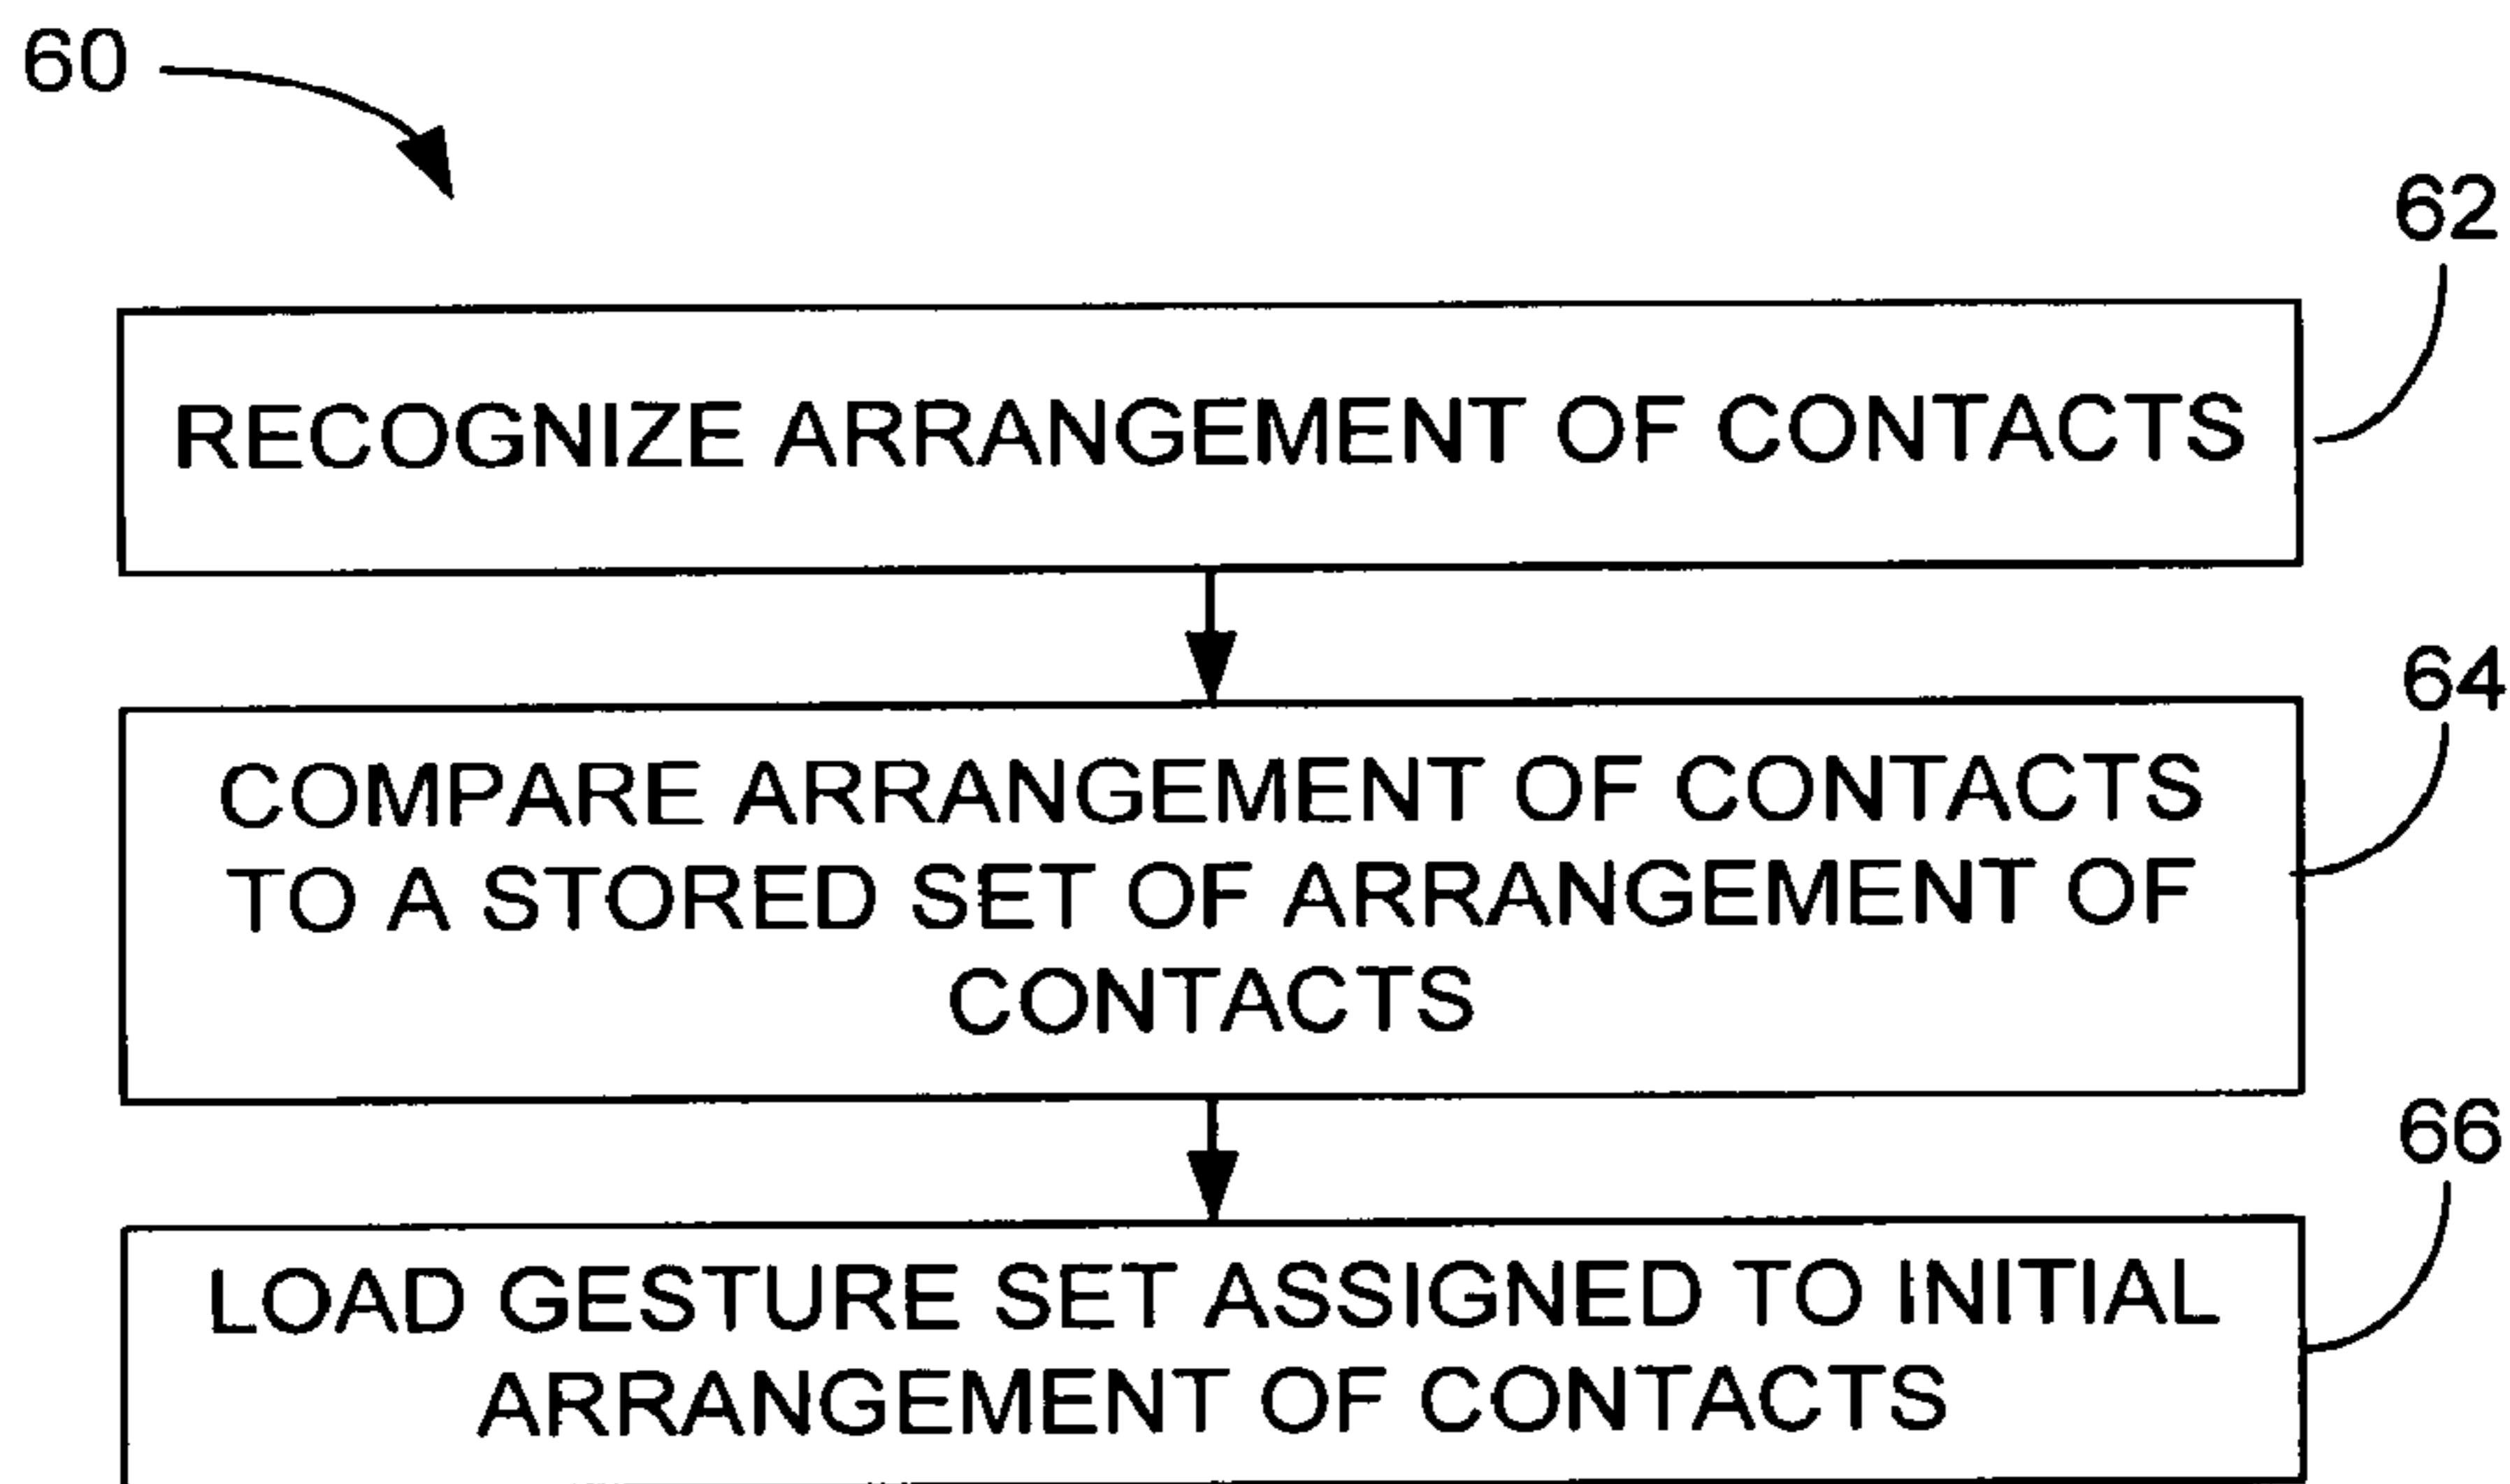 60
62
RECOGNIZE ARRANGEMENT OF CONTACTS
64
COMPARE ARRANGEMENT OF CONTACTS
TO A STORED SET OF ARRANGEMENT OF
CONTACTS
66
LOAD GESTURE SET ASSIGNED TO INITIAL
ARRANGEMENT OF CONTACTS